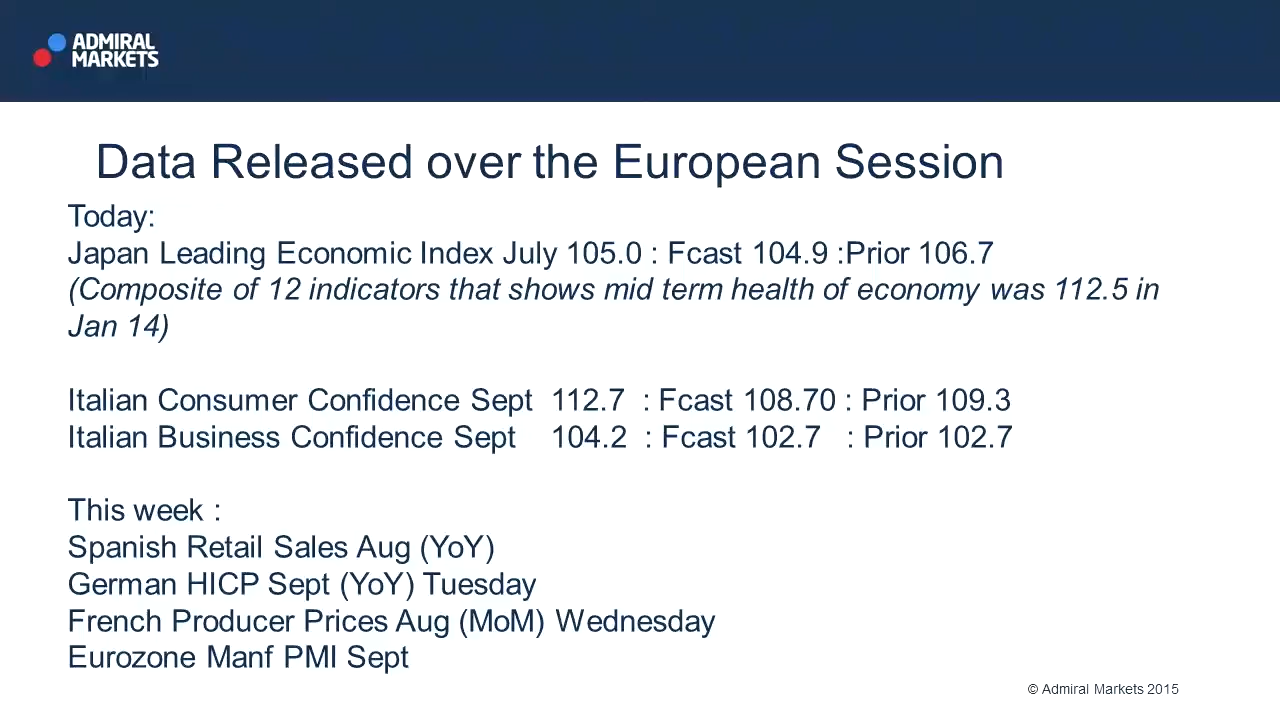 ADMIRAL
MARKETS
Data Released over the European Session
Today:
Japan Leading Economic Index July 105.0 : Fcast 104.9 :Prior 106.7
(Composite of 12 indicators that shows mid term health of economy was 112.5 in
Jan 14)
Italian Consumer Confidence Sept 112.7 : Fcast 108.70 : Prior 109.3
Italian Business Confidence Sept 104.2 : Fcast 102.7 : Prior 102.7
This week :
Spanish Retail Sales Aug (YoY)
German HICP Sept (YoY) Tuesday
French Producer Prices Aug (MoM) Wednesday
Eurozone Manf PMI Sept
© Admiral Markets 2015